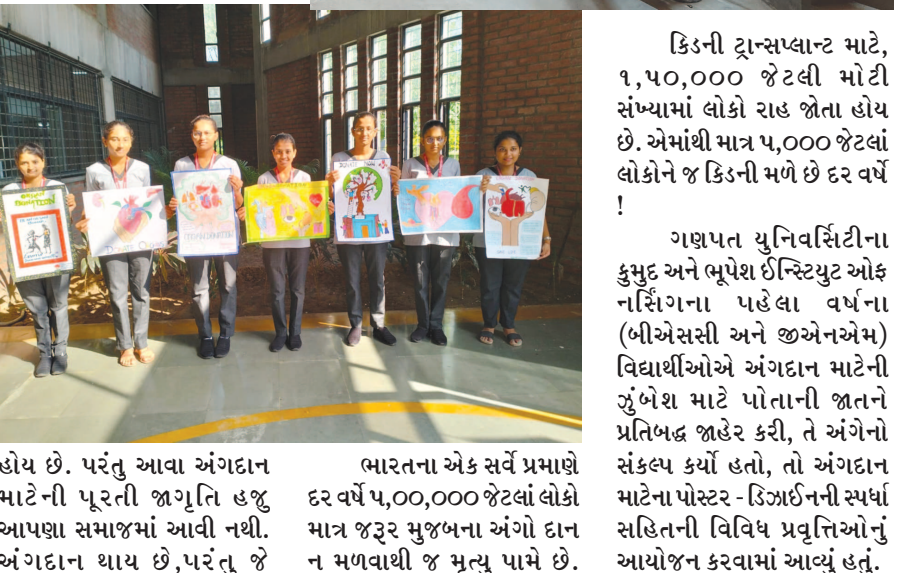 DONATION
ORGAN DONATION
હોય છે. પરંતુ આવા અંગદાન
માટેની પૂરતી જાગૃતિ હજુ
આપણા સમાજમાં આવી નથી.
અંગદાન થાય છે,પરંતુ જે
ભારતના એક સર્વે પ્રમાણે
દર વર્ષે ૫,૦૦,૦૦૦ જેટલાં લોકો
માત્ર જરૂર મુજબના અંગો દાન
ન મળવાથી જ મૃત્યુ પામે છે.
કિડની ટ્રાન્સપ્લાન્ટ માટે,
૧,૫૦,૦૦૦ જેટલી મોટી
સંખ્યામાં લોકો રાહ જોતા હોય
છે. એમાંથી માત્ર ૫,૦૦૦ જેટલાં
લોકોને જ કિડની મળે છે દર વર્ષે
!
ગણપત યુનિવર્સિટીના
કુમુદ અને ભૂપેશ ઈન્સ્ટિયુટ ઓફ
નર્સિંગના પહેલા વર્ષના
(બીએસસી અને જીએનએમ)
વિદ્યાર્થીઓએ અંગદાન માટેની
ઝુંબેશ માટે પોતાની જાતને
પ્રતિબદ્ધ જાહેર કરી, તે અંગેનો
સંકલ્પ કર્યો હતો, તો અંગદાન
માટેના પોસ્ટર - ડિઝાઈનની સ્પર્ધા
સહિતની વિવિધ પ્રવૃત્તિઓનું
આયોજન કરવામાં આવ્યું હતું.